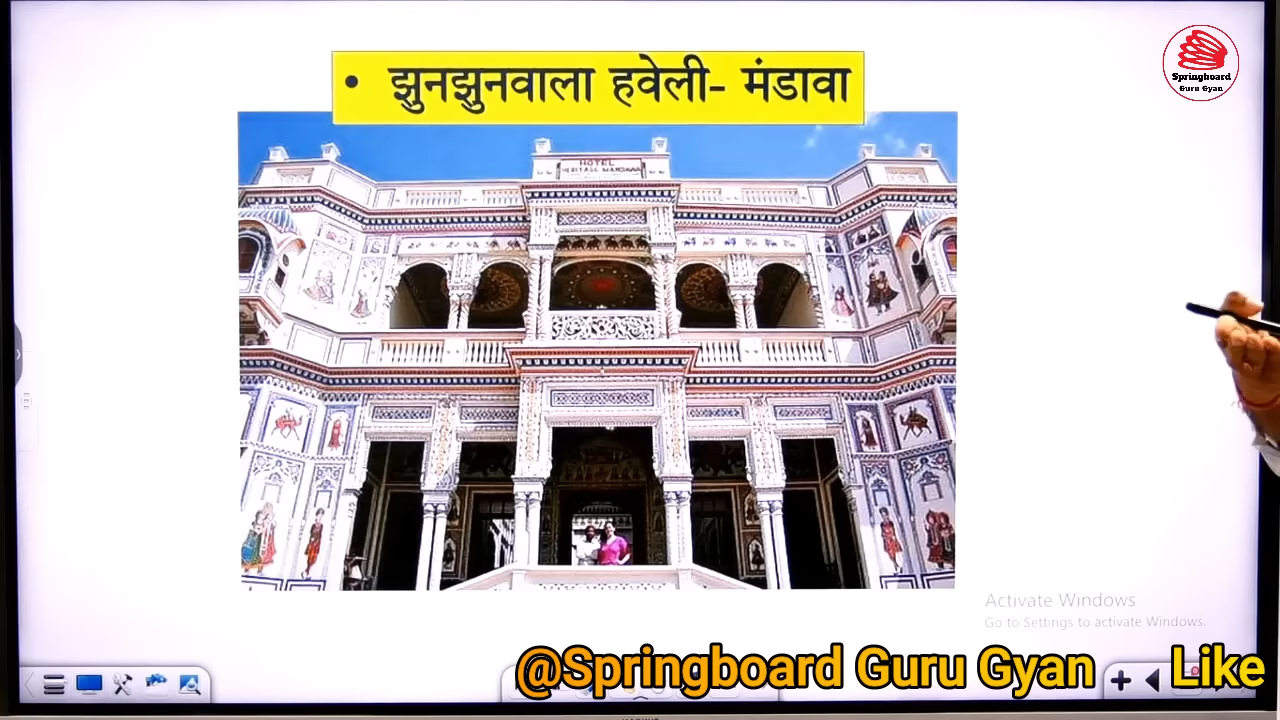 • झुनझुनवाला हवेली- मंडावा
Springboard
Guru Gyan
HOTEL
HERITAGE MANDAWA
Activate Windows
Go to Settings to activate Windows.
@Springboard Guru Gyan
Like